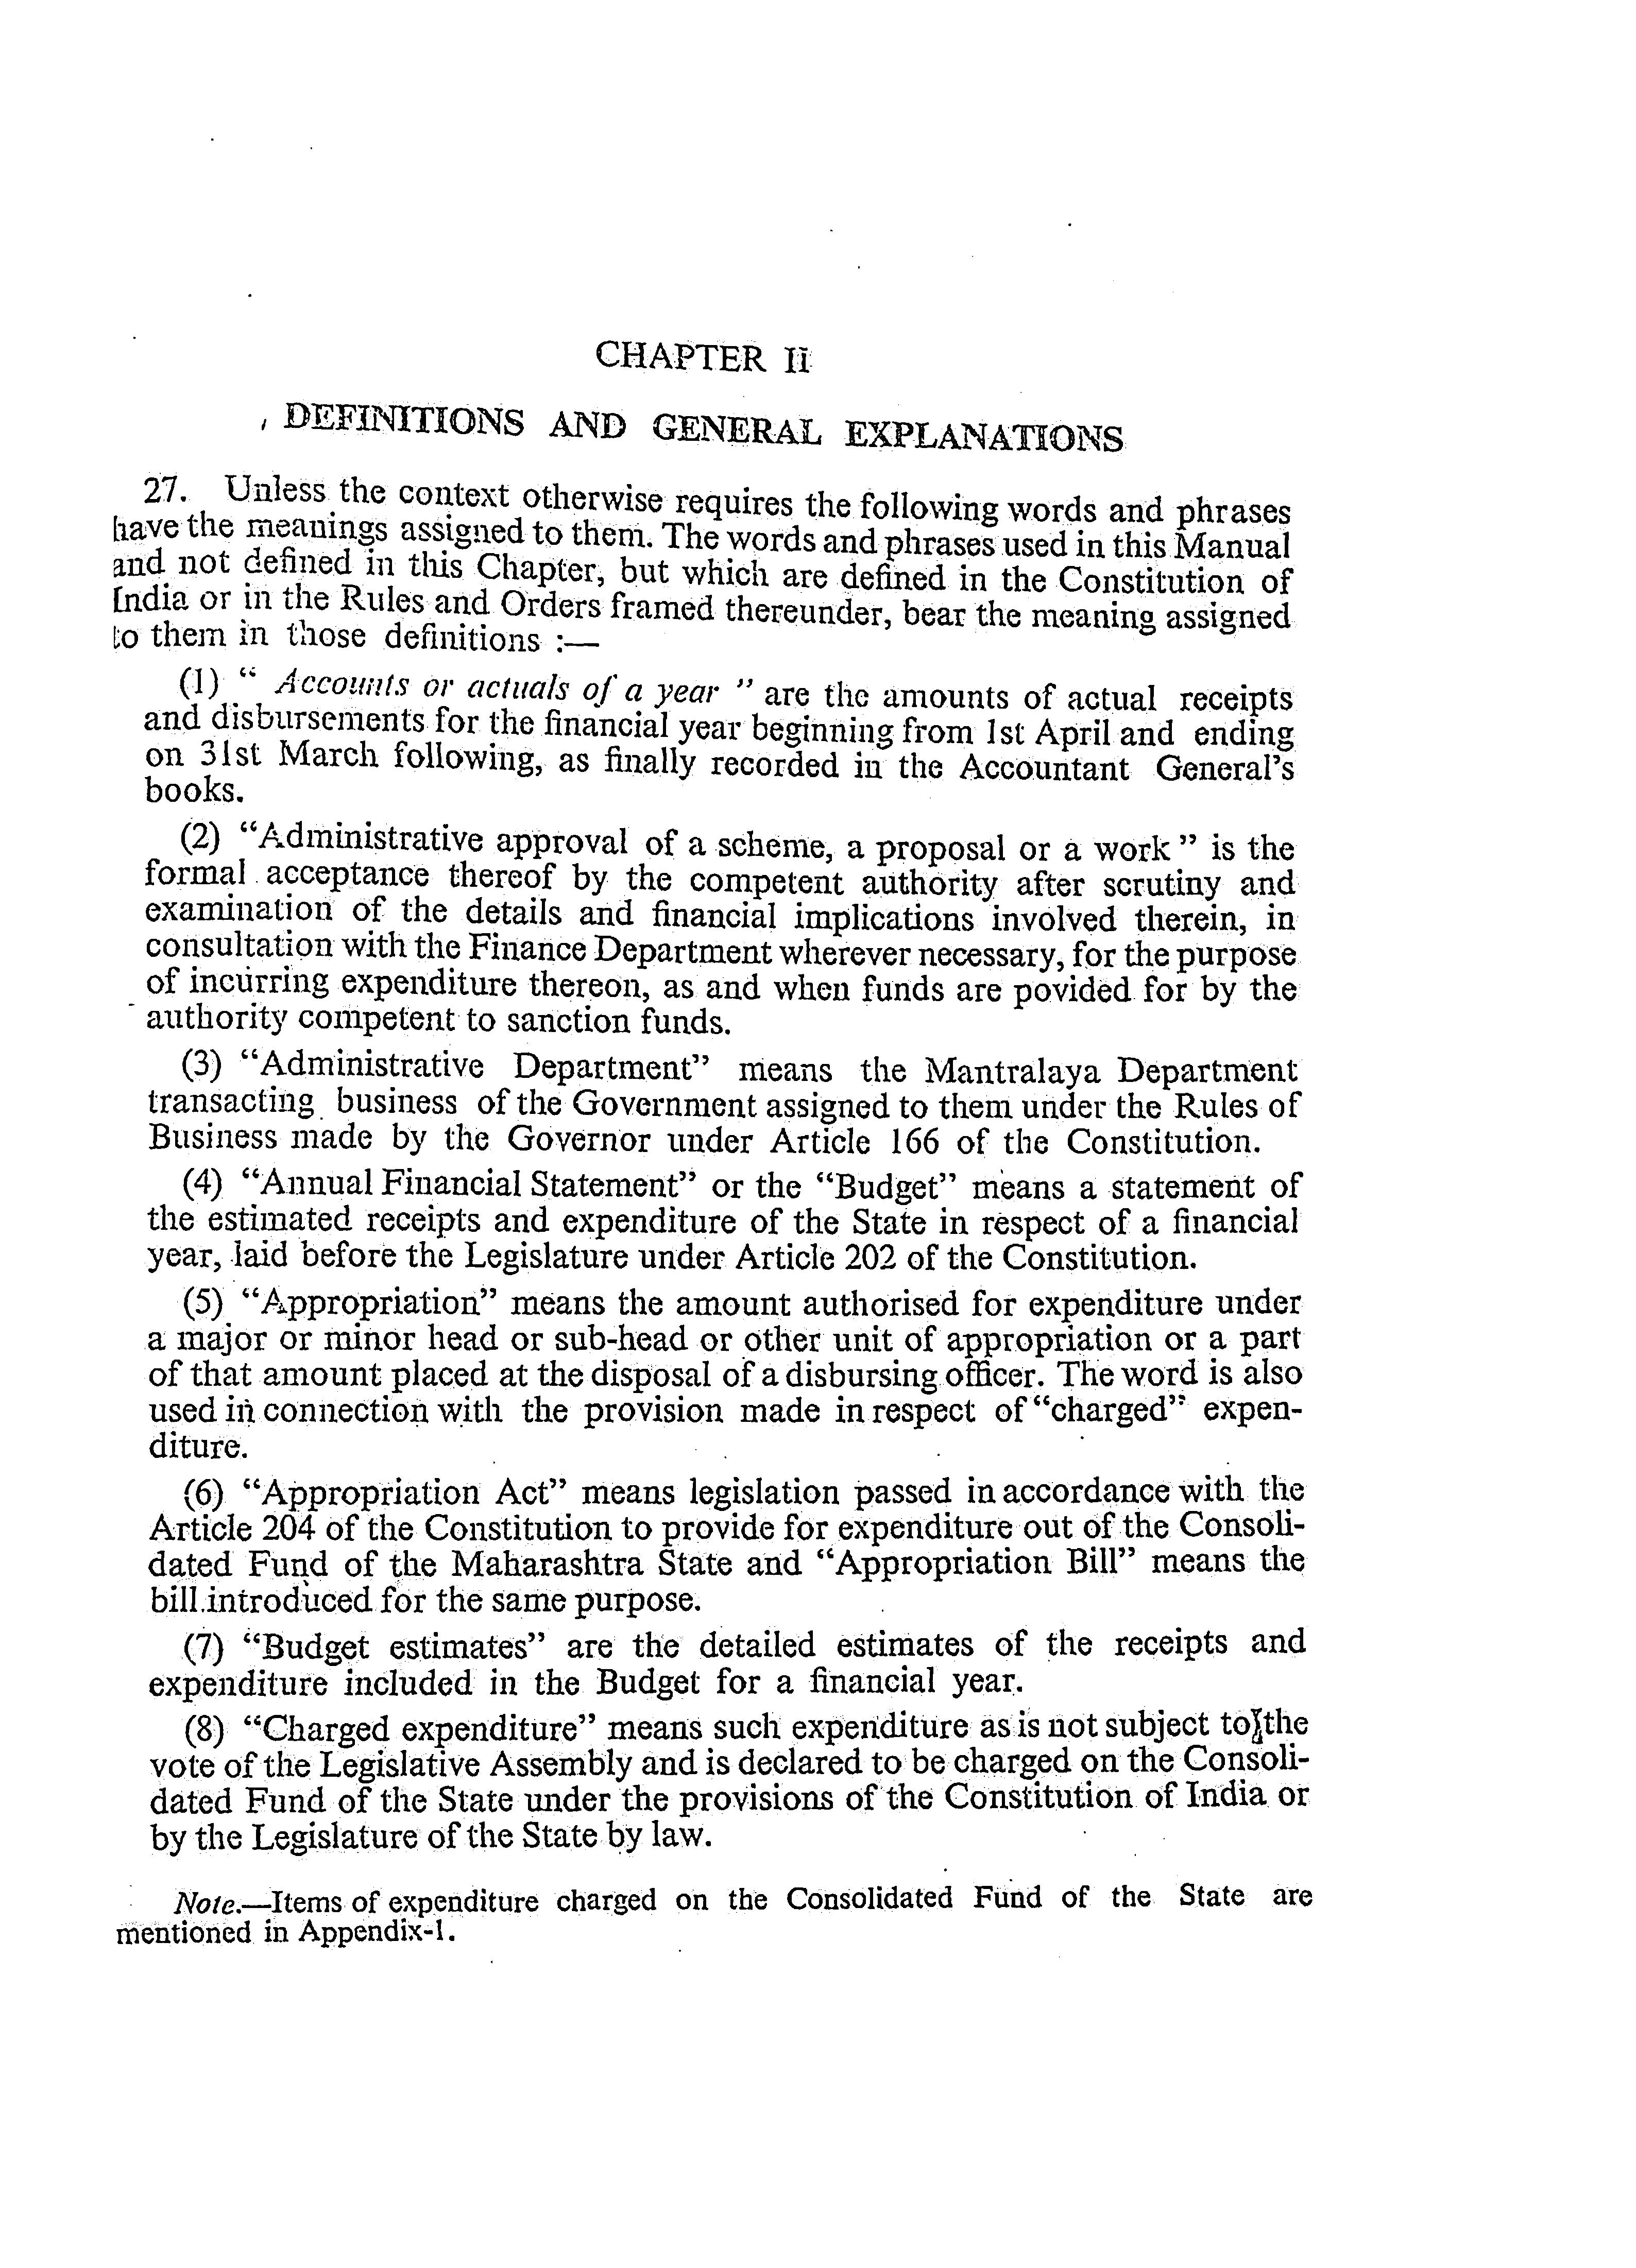 CHAPTER II
DEFINITIONS AND GENERAL EXPLANATIONS
27. Unless the context otherwise requires the following words and phrases
have the meanings assigned to them. The words and phrases used in this Manual
and not defined in this Chapter, but which are defined in the Constitution of
India or in the Rules and Orders framed thereunder, bear the meaning assigned
to them in those definitions :—
(1) “ Accounts or actuals of a year ” are the amounts of actual receipts
and disbursements for the financial year beginning from 1st April and ending
on 31st March following, as finally recorded in the Accountant General’s
books.
(2) “Administrative approval of a scheme, a proposal or a work ” is the
formal acceptance thereof by the competent authority after scrutiny and
examination of the details and financial implications involved therein, in
consultation with the Finance Department wherever necessary, for the purpose
of incurring expenditure thereon, as and when funds are povided for by the
authority competent to sanction funds.
(3) “Administrative Department” means the Mantralaya Department
transacting business of the Government assigned to them under the Rules of
Business made by the Governor under Article 166 of the Constitution.
(4) “Annual Financial Statement” or the “Budget” means a statement of
the estimated receipts and expenditure of the State in respect of a financial
year, laid before the Legislature under Article 202 of the Constitution.
(5) “Appropriation” means the amount authorised for expenditure under
a major or minor head or sub-head or other unit of appropriation or a part
of that amount placed at the disposal of a disbursing officer. The word is also
used in connection with the provision made in respect of “charged” expen-
diture.
(6) “Appropriation Act” means legislation passed in accordance with the
Article 204 of the Constitution to provide for expenditure out of the Consoli-
dated Fund of the Maharashtra State and “Appropriation Bill” means the
bill introduced for the same purpose.
(7) “Budget estimates” are the detailed estimates of the receipts and
expenditure included in the Budget for a financial year.
(8) “Charged expenditure” means such expenditure as is not subject to the
vote of the Legislative Assembly and is declared to be charged on the Consoli-
dated Fund of the State under the provisions of the Constitution of India or
by the Legislature of the State by law.
Note.—Items of expenditure charged on the Consolidated Fund of the State are
mentioned in Appendix-1.